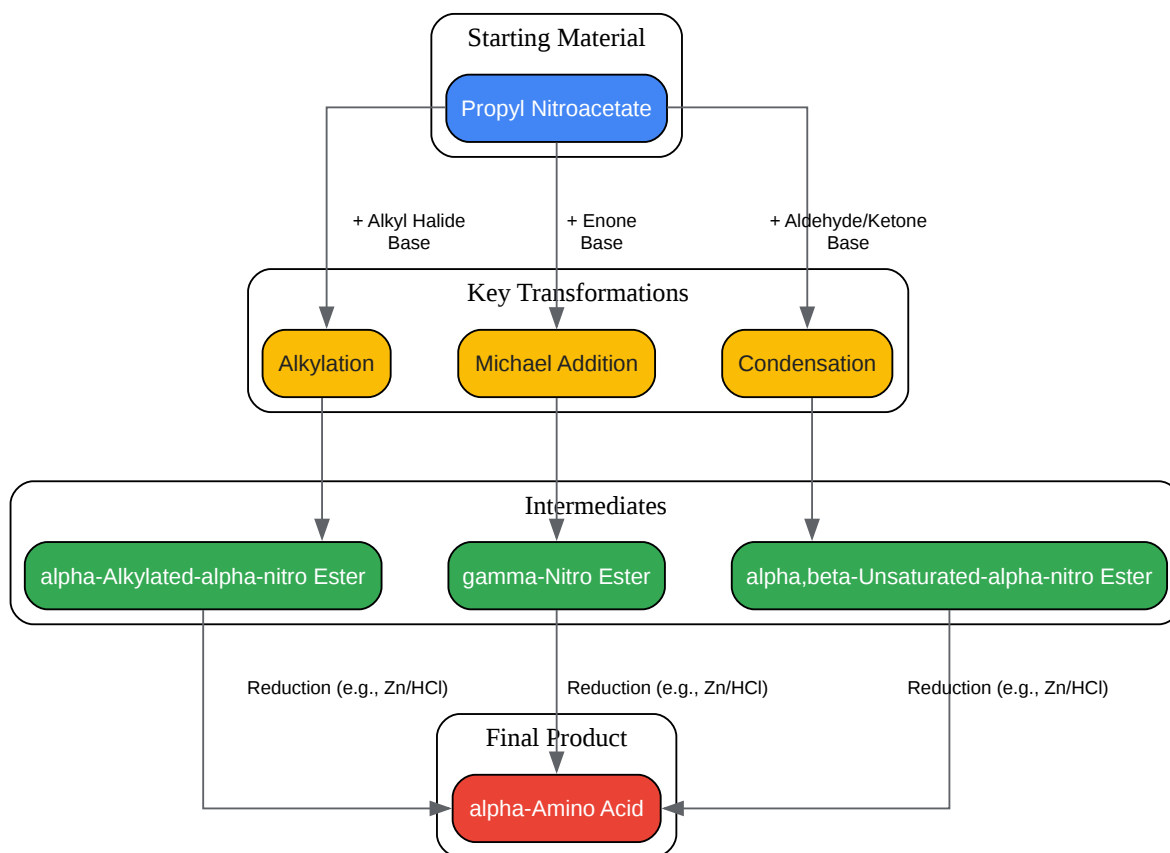 Starting Material
Propyl Nitroacetate
+ Alkyl Halide
Base
+ Enone
Base
+ Aldehyde/Ketone
Base
Key Transformations
Alkylation
Michael Addition
Condensation
Intermediates
alpha-Alkylated-alpha-nitro Ester
gamma-Nitro Ester
alpha,beta-Unsaturated-alpha-nitro Ester
Reduction (e.g., Zn/HCl)
Reduction (e.g., Zn/HCl)
Reduction (e.g., Zn/HCl)
Final Product
alpha-Amino Acid